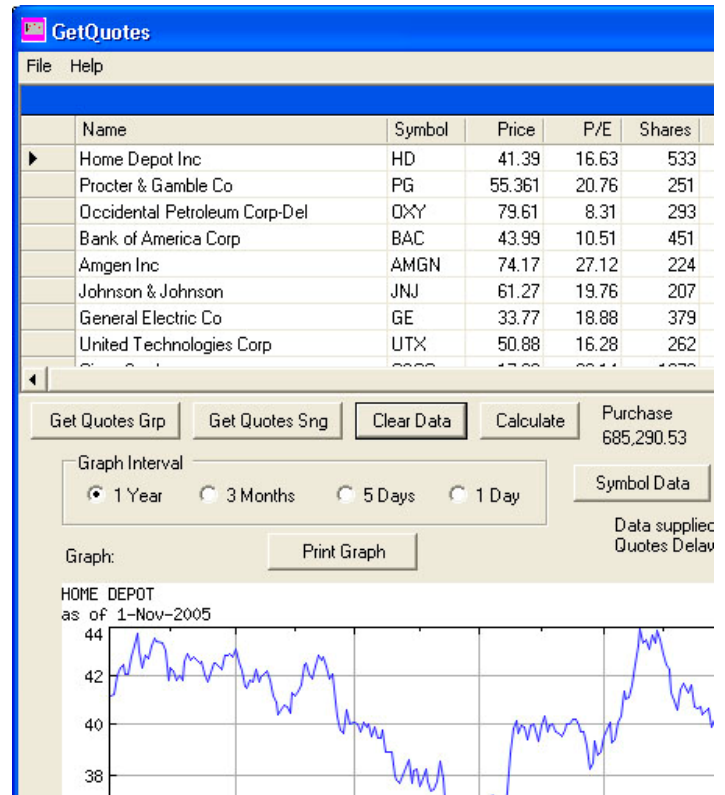 GetQuotes
File Help
Name Symbol Price P/E Shares
Home Depot Inc HD 41.39 16.63 533
Procter & Gamble Co PG 55.361 20.76 251
Occidental Petroleum Corp-Del OXY 79.61 8.31 293
Bank of America Corp BAC 43.99 10.51 451
Amgen Inc AMGN 74.17 27.12 224
Johnson & Johnson JNJ 61.27 19.76 207
General Electric Co GE 33.77 18.88 379
United Technologies Corp UTX 50.88 16.28 262
Get Quotes Grp Get Quotes Sng Clear Data Calculate Purchase
685,290.53
Graph Interval
1 Year 3 Months 5 Days 1 Day Symbol Data
Data supplied
Quotes Delay
Graph: Print Graph
HOME DEPOT
as of 1-Nov-2005
44
42
40
38